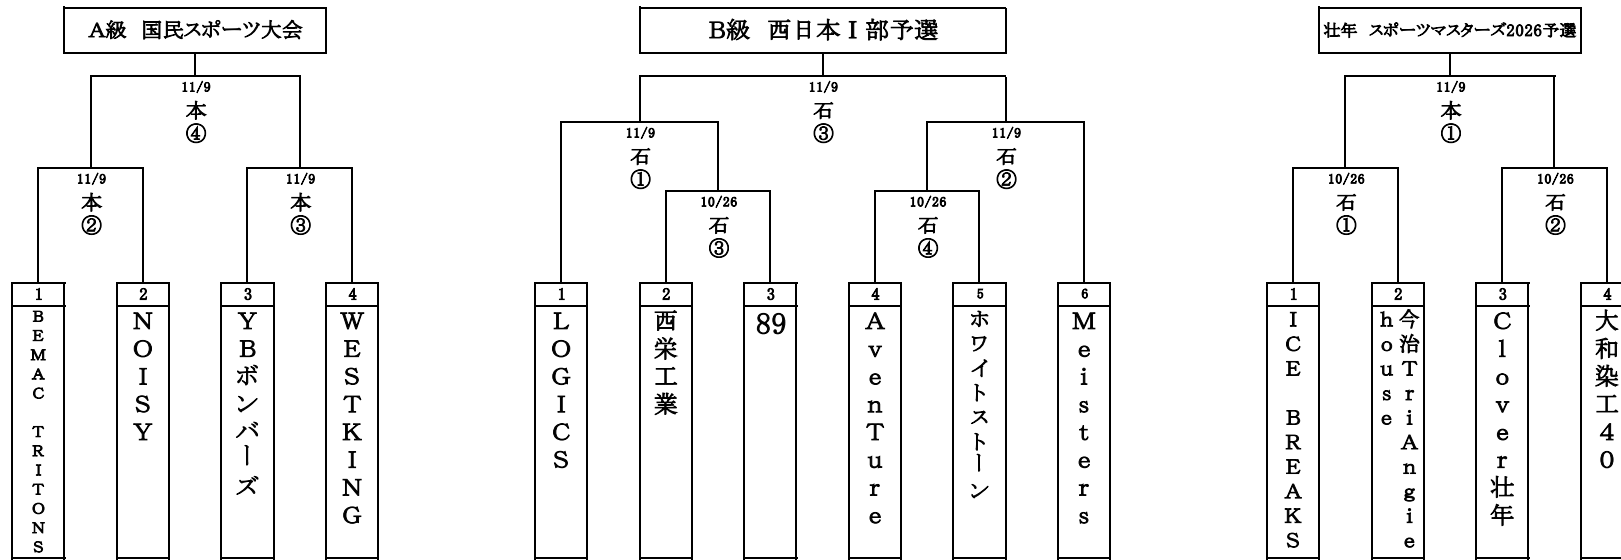 A級 国民スポーツ大会
B級 西日本Ⅰ部予選
壮年 スポーツマスターズ2026予選
11/9
本
④
11/9
石
③
11/9
本
①
11/9
石
①
11/9
石
②
11/9
本
②
11/9
本
③
10/26
石
③
10/26
石
④
10/26
石
①
10/26
石
②
1
BEMAC TRITONS
2
NOISY
3
YBボンバーズ
4
WESTKING
1
LOGICS
2
西栄工業
3
89
4
AvenTure
5
ホワイトストーン
6
Meisters
1
ICE BREAKS
2
今治TriAngie
house
3
Clover壮年
4
大和染工40